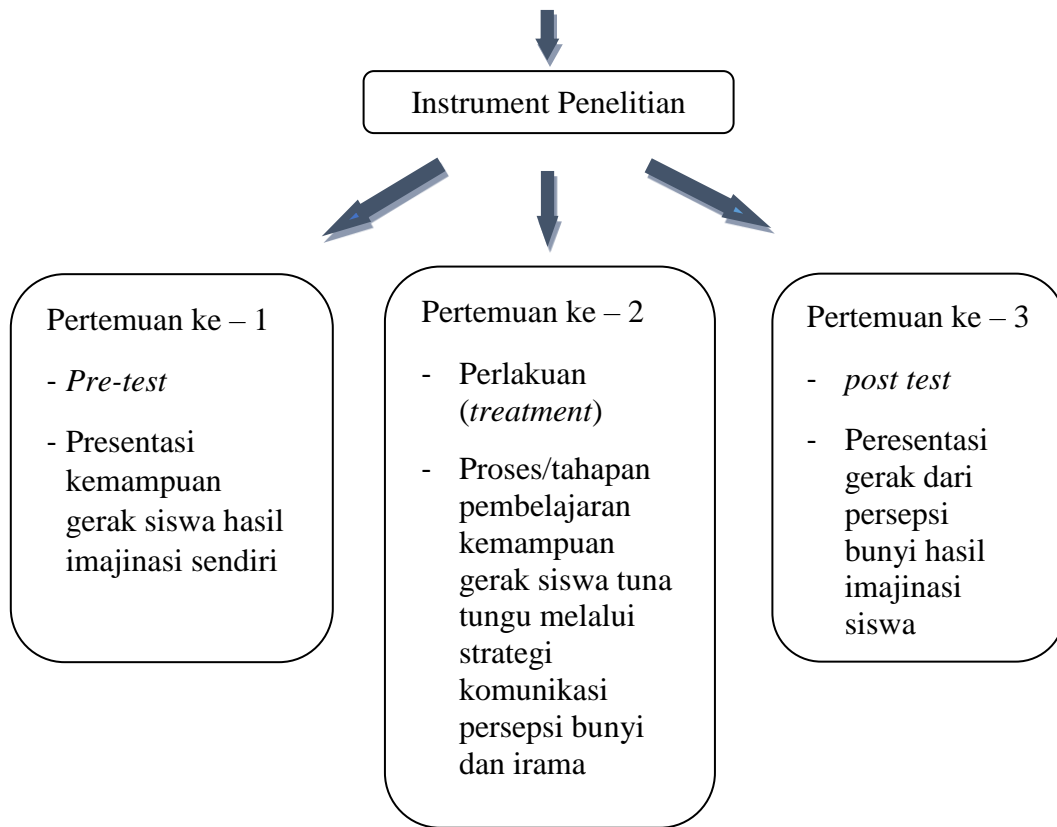 Instrument Penelitian
Pertemuan ke – 1
- Pre-test
- Presentasi
kemampuan
gerak siswa hasil
imajinasi sendiri
Pertemuan ke – 2
- Perlakuan
(treatment)
- Proses/tahapan
pembelajaran
kemampuan
gerak siswa tuna
tungu melalui
strategi
komunikasi
persepsi bunyi
dan irama
Pertemuan ke – 3
- post test
- Peresentasi
gerak dari
persepsi
bunyi hasil
imajinasi
siswa